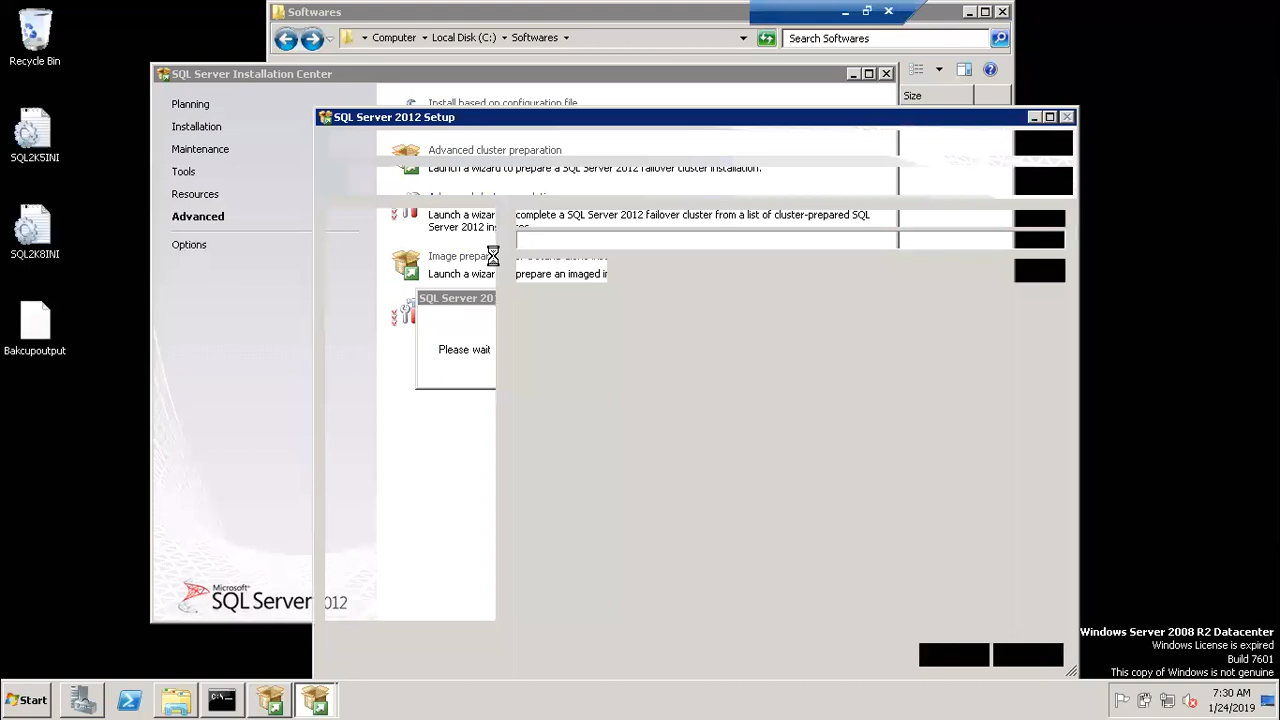 Recycle Bin
SQL2K5INI
SQL2K8INI
Bakcupoutput
Softwares
Computer
Local Disk (C:)
Softwares
Search Softwares
Size
SQL Server Installation Center
Planning
Installation
Maintenance
Tools
Resources
Advanced
Options
Microsoft
SQL Server
2012
Install based on configuration file
SQL Server 2012 Setup
Advanced cluster preparation
Launch a wizard to prepare a SQL Server 2012 failover cluster installation.
Launch a wizar complete a SQL Server 2012 failover cluster from a list of cluster-prepared SQL
Server 2012 in
Image prepar
Launch a wizar prepare an imaged in
SQL Server 20
Please wait
Windows Server 2008 R2 Datacenter
Windows License is expired
Build 7601
This copy of Windows is not genuine
Start
C:\
7:30 AM
1/24/2019